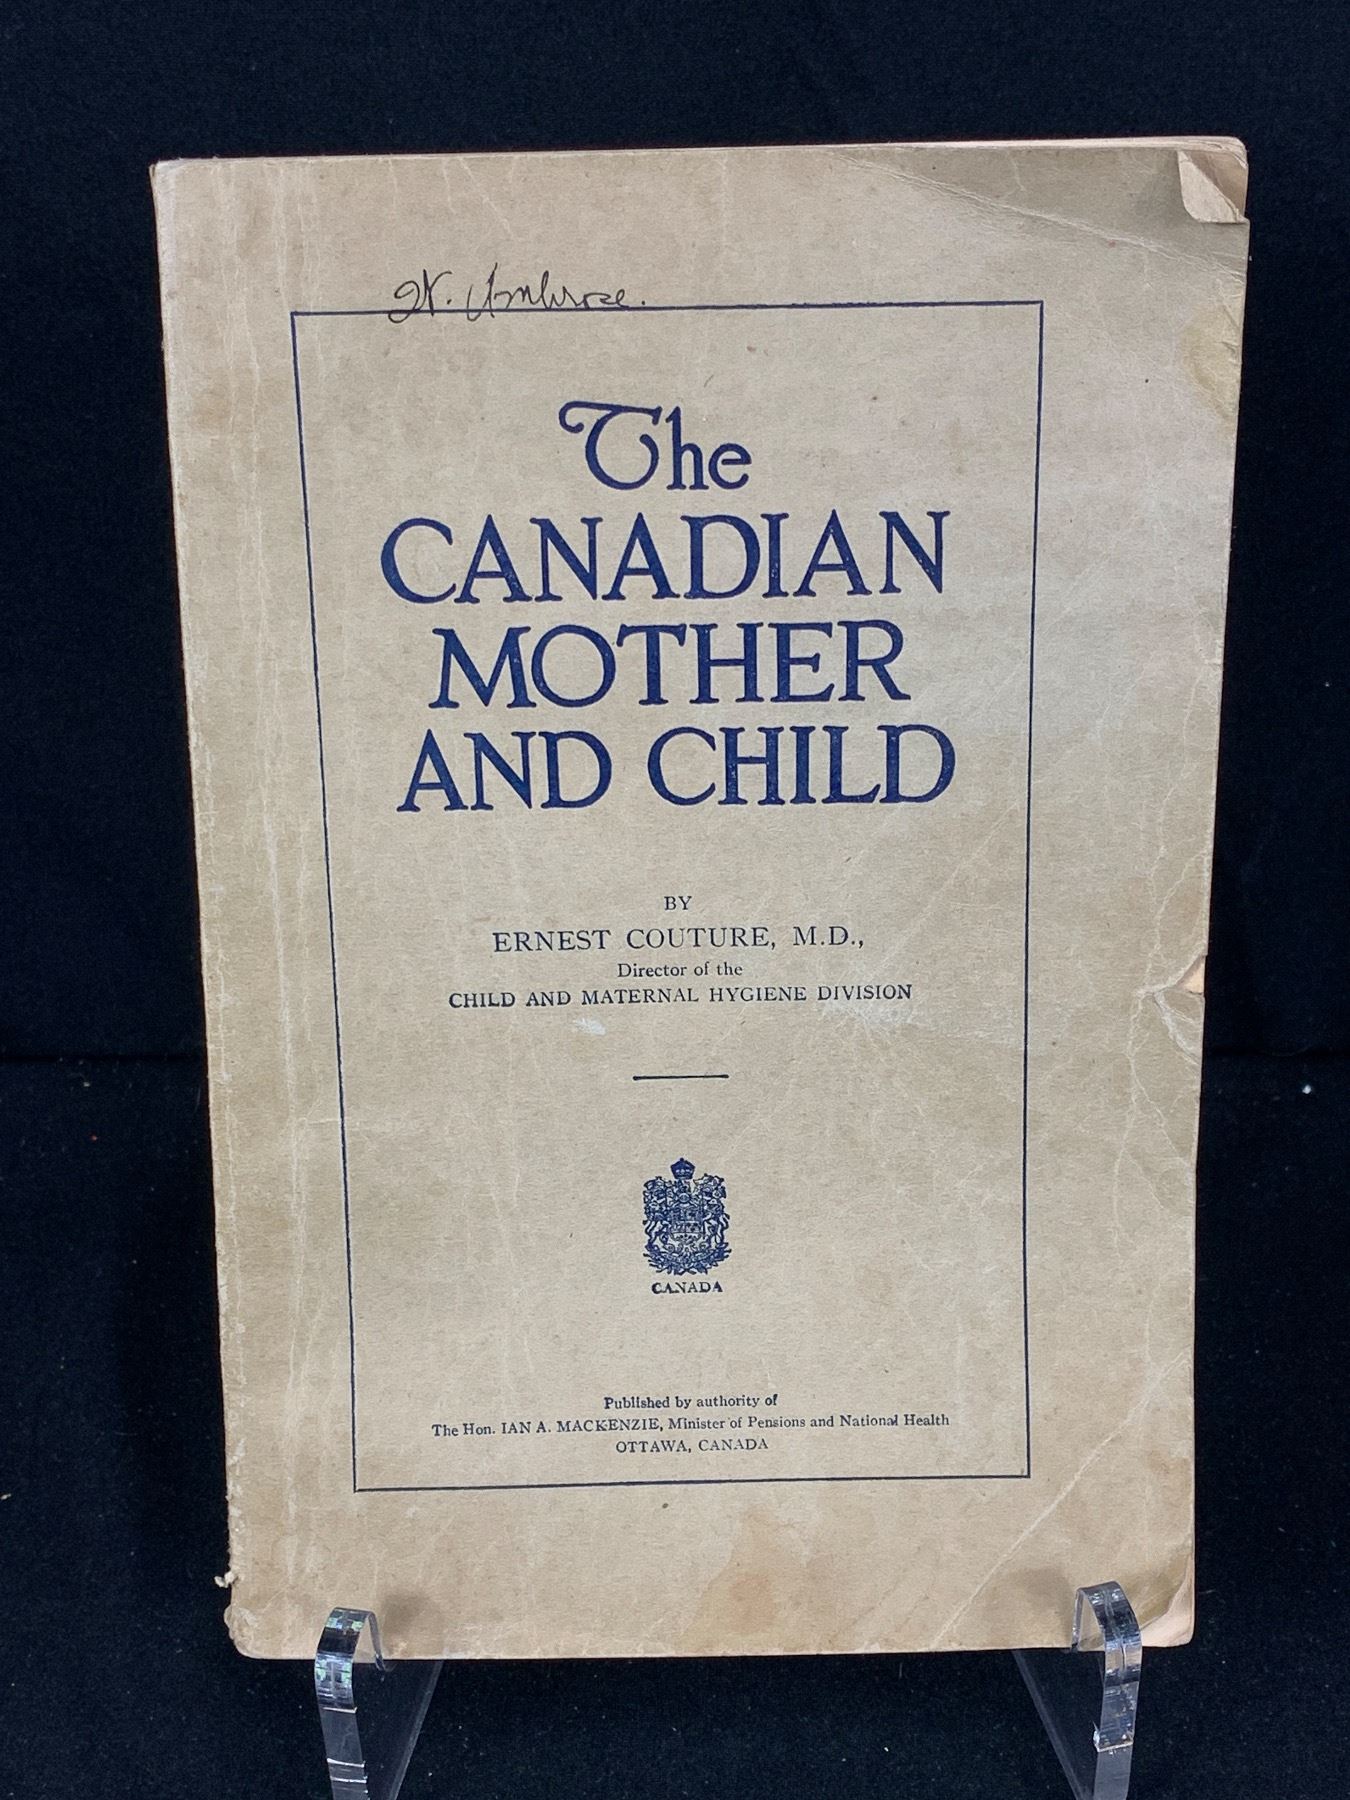 W. Ambrose.
The
CANADIAN
MOTHER
AND CHILD
BY
ERNEST COUTURE, M.D.,
Director of the
CHILD AND MATERNAL HYGIENE DIVISION
CANADA
Published by authority of
The Hon. IAN A. MACKENZIE, Minister of Pensions and National Health
OTTAWA, CANADA